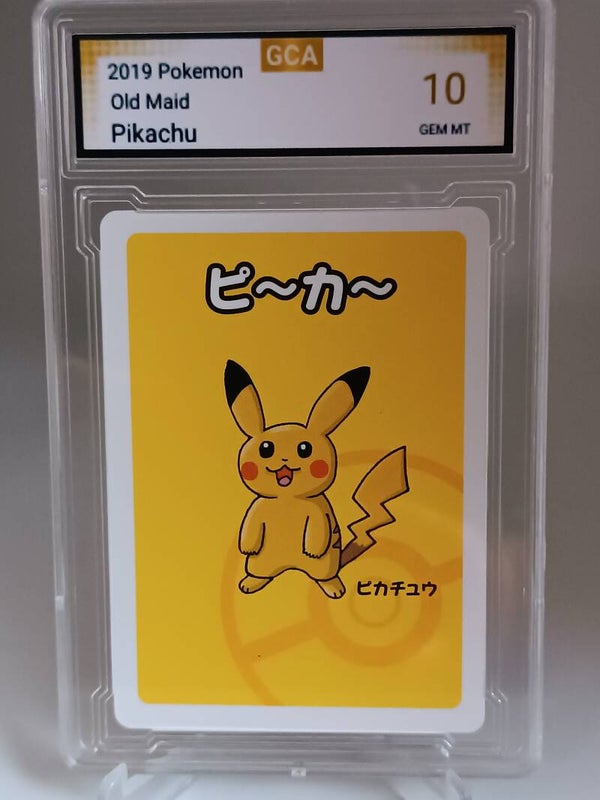 GCA
2019 Pokemon
Old Maid
Pikachu
10
GEM MT
ピ～カ～
ピカチュウ